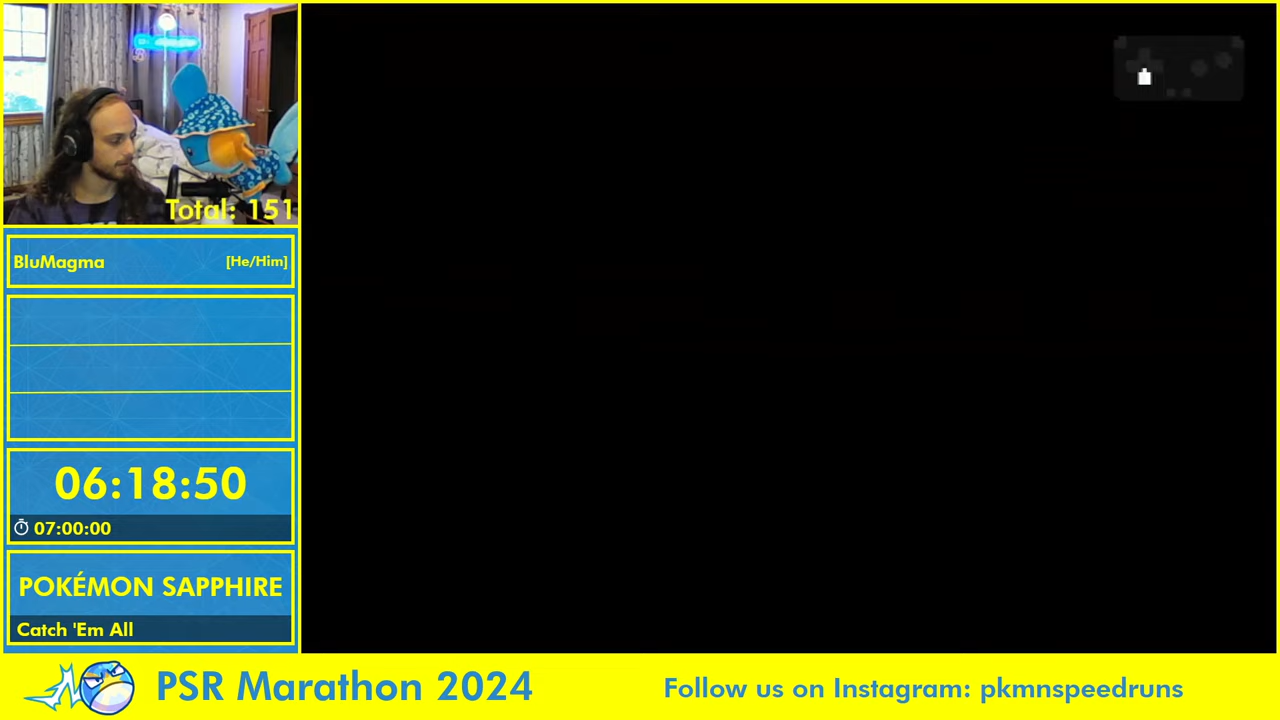 Total: 151
BluMagma
[He/Him]
06:18:50
07:00:00
POKÉMON SAPPHIRE
Catch 'Em All
PSR Marathon 2024
Follow us on Instagram: pkmnspeedruns